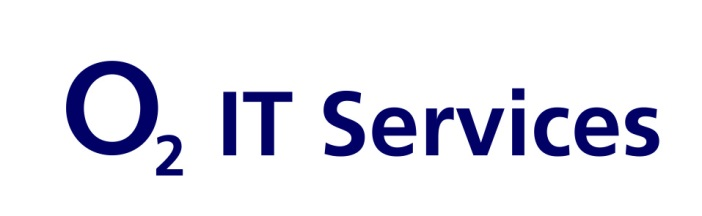 O₂ IT Services